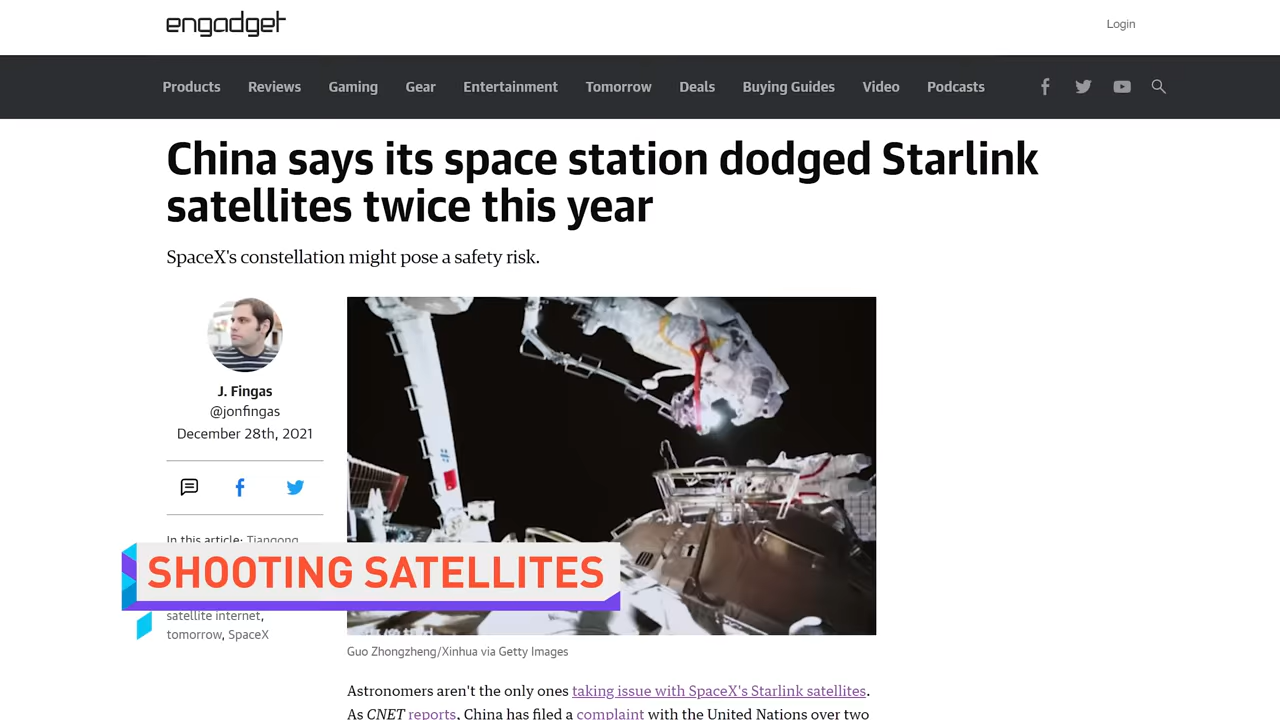 engadget
Login
Products Reviews Gaming Gear Entertainment Tomorrow Deals Buying Guides Video Podcasts
China says its space station dodged Starlink
satellites twice this year
SpaceX's constellation might pose a safety risk.
J. Fingas
@jonfingas
December 28th, 2021
In this article: Tiangong
SHOOTING SATELLITES
satellite internet,
tomorrow, SpaceX
Guo Zhongzheng/Xinhua via Getty Images
Astronomers aren't the only ones taking issue with SpaceX's Starlink satellites.
As CNET reports, China has filed a complaint with the United Nations over two